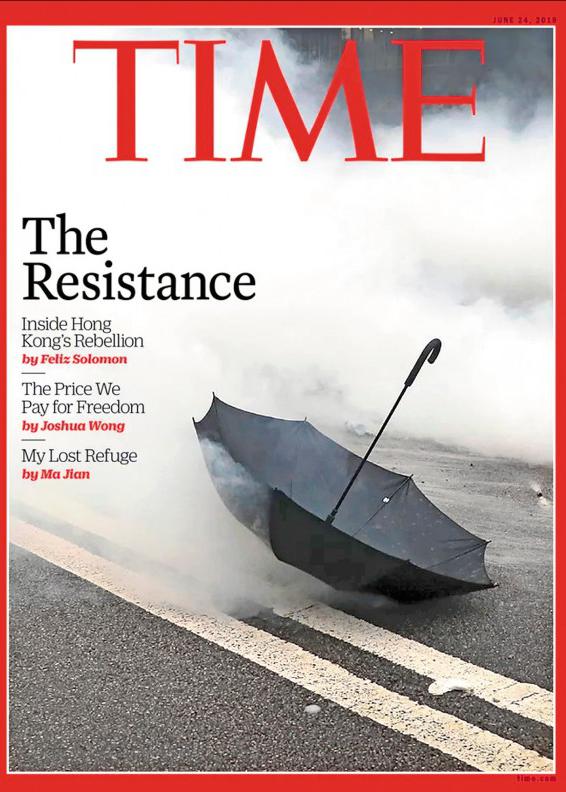 JUNE 24, 2019
TIME
The
Resistance
Inside Hong
Kong's Rebellion
by Feliz Solomon
The Price We
Pay for Freedom
by Joshua Wong
My Lost Refuge
by Ma Jian
time.com